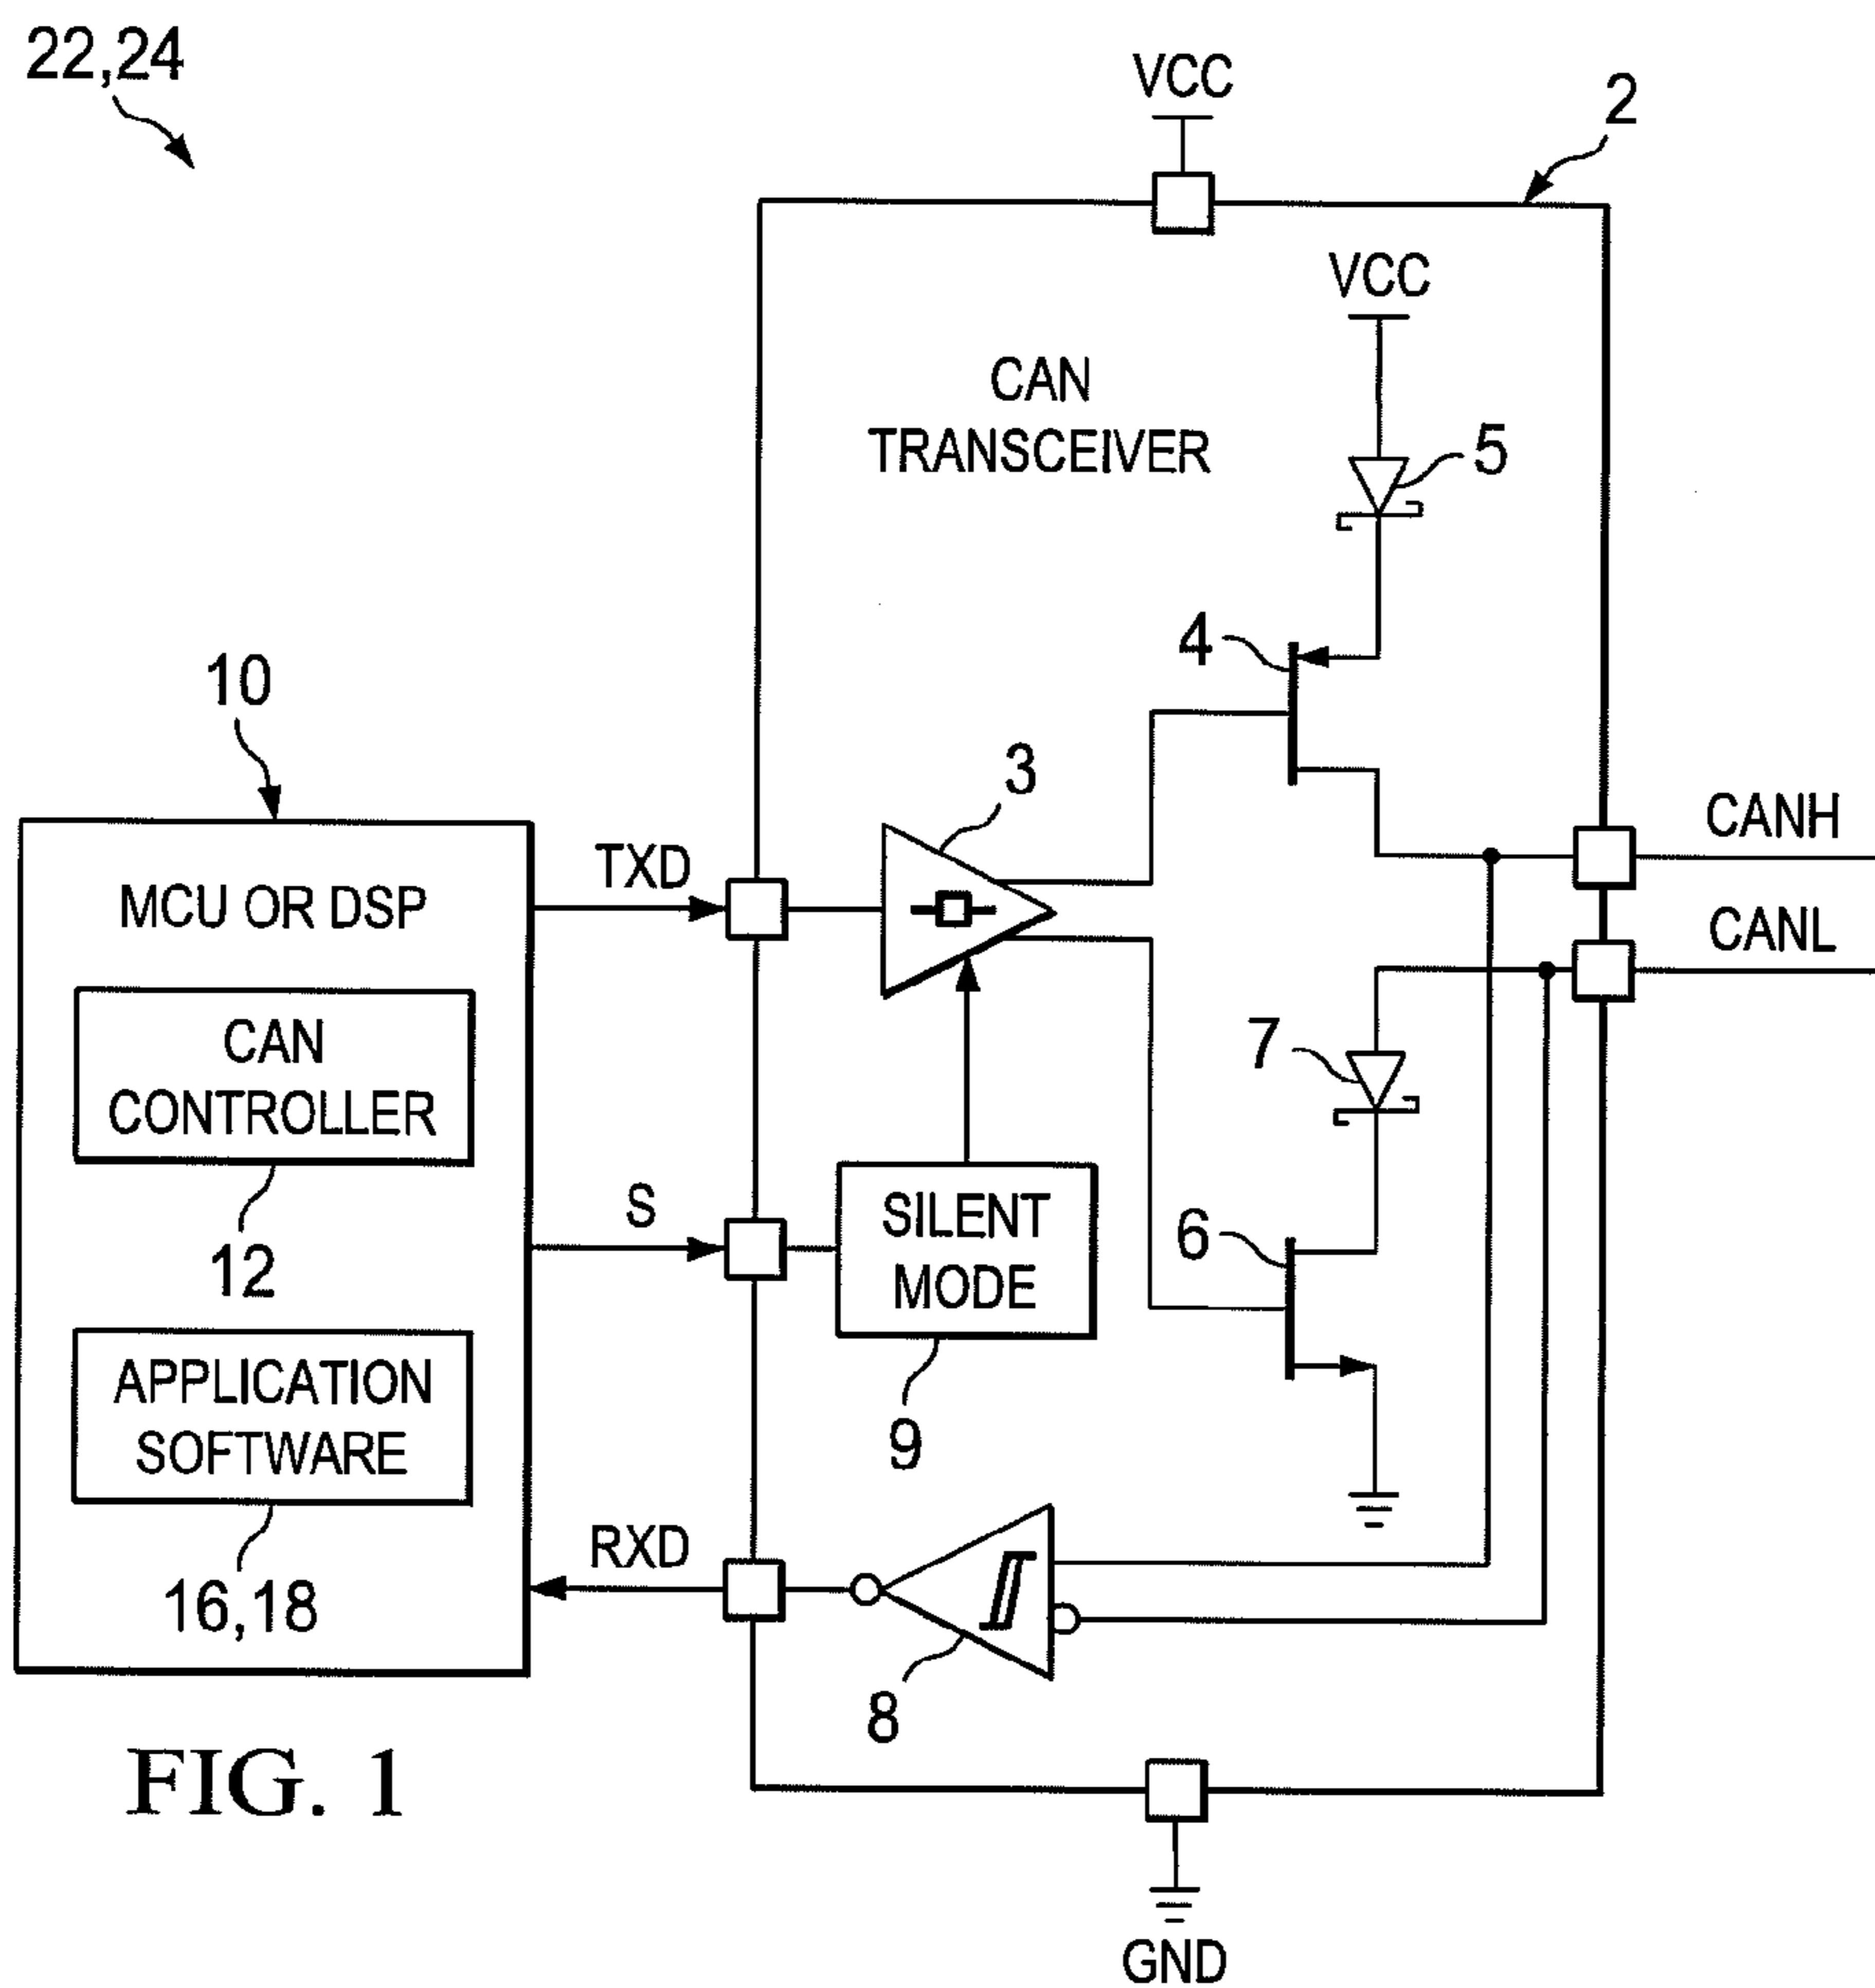 22,24
VCC
2
VCC
CAN
TRANSCEIVER
5
4
10
3
CANH
TXD
MCU OR DSP
CANL
CAN
CONTROLLER
7
S
SILENT
MODE
6
12
APPLICATION
SOFTWARE
9
RXD
16,18
8
FIG. 1
GND